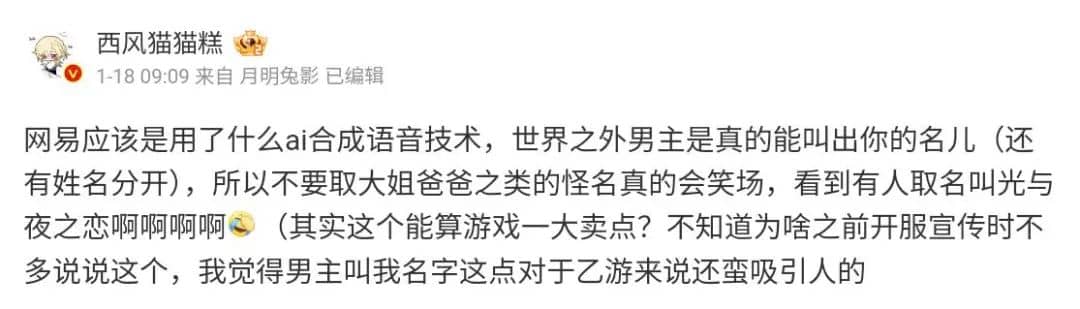 西风猫猫糕
1-18 09:09 来自 月明兔影 已编辑
网易应该是用了什么ai合成语音技术，世界之外男主是真的能叫出你的名儿（还
有姓名分开），所以不要取大姐爸爸之类的怪名真的会笑场，看到有人取名叫光与
夜之恋啊啊啊啊🤣（其实这个能算游戏一大卖点？不知道为啥之前开服宣传时不
多说说这个，我觉得男主叫我名字这点对于乙游来说还蛮吸引人的